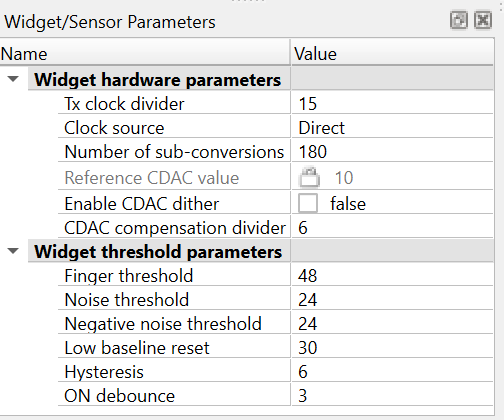 Widget/Sensor Parameters
Name Value
Widget hardware parameters
Tx clock divider 15
Clock source Direct
Number of sub-conversions 180
Reference CDAC value 10
Enable CDAC dither false
CDAC compensation divider 6
Widget threshold parameters
Finger threshold 48
Noise threshold 24
Negative noise threshold 24
Low baseline reset 30
Hysteresis 6
ON debounce 3